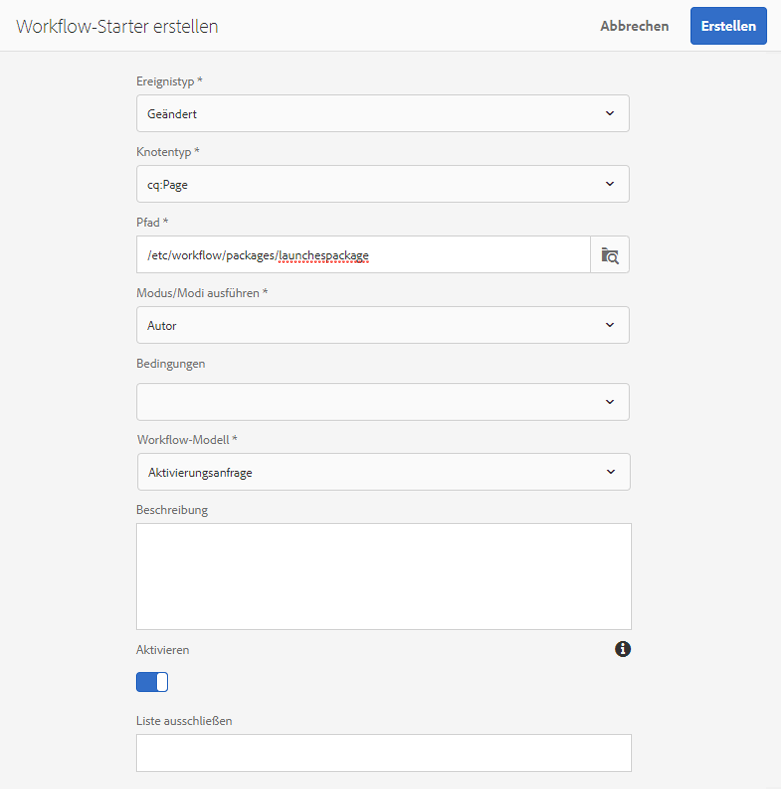 Workflow-Starter erstellen
Abbrechen
Erstellen
Ereignistyp *
Geändert
Knotentyp *
cq:Page
Pfad *
/etc/workflow/packages/launchespackage
Modus/Modi ausführen *
Autor
Bedingungen
Workflow-Modell *
Aktivierungsanfrage
Beschreibung
Aktivieren
Liste ausschließen